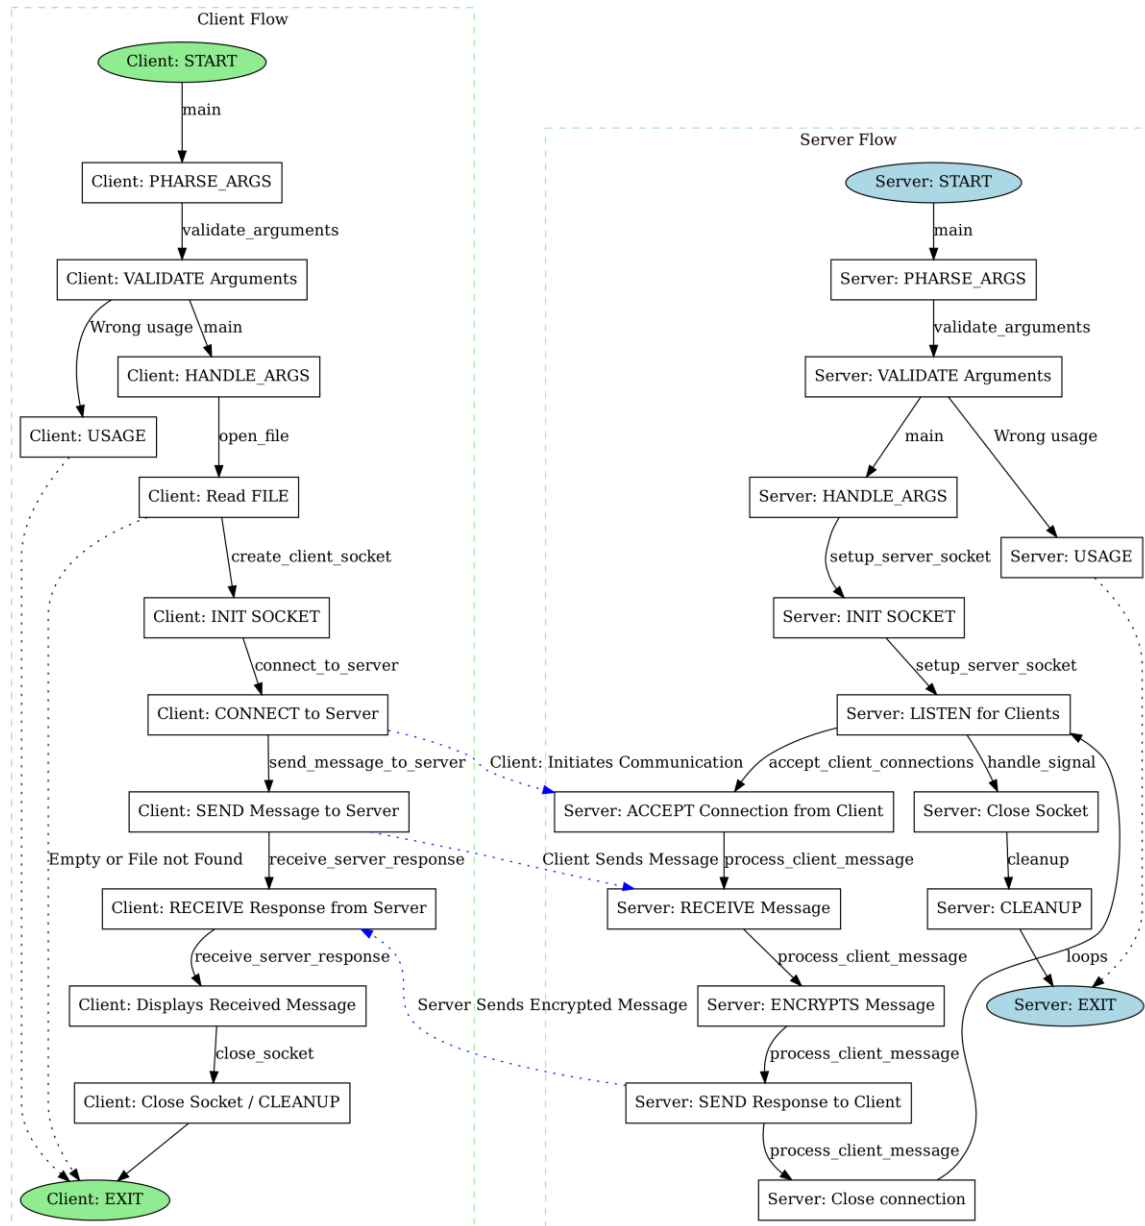 Client Flow
Client: START
main
Client: PHARSE_ARGS
validate_arguments
Client: VALIDATE Arguments
Wrong usage
main
Client: HANDLE_ARGS
Client: USAGE
open_file
Client: Read FILE
create_client_socket
Client: INIT SOCKET
connect_to_server
Client: CONNECT to Server
send_message_to_server
Client: SEND Message to Server
Empty or File not Found
receive_server_response
Client: RECEIVE Response from Server
receive_server_response
Client: Displays Received Message
close_socket
Client: Close Socket / CLEANUP
Client: EXIT
Client: Initiates Communication
Client Sends Message
Server Sends Encrypted Message
Server Flow
Server: START
main
Server: PHARSE_ARGS
validate_arguments
Server: VALIDATE Arguments
main
Wrong usage
Server: HANDLE_ARGS
Server: USAGE
setup_server_socket
Server: INIT SOCKET
setup_server_socket
Server: LISTEN for Clients
accept_client_connections
handle_signal
Server: ACCEPT Connection from Client
Server: Close Socket
process_client_message
cleanup
Server: RECEIVE Message
Server: CLEANUP
process_client_message
loops
Server: ENCRYPTS Message
Server: EXIT
process_client_message
Server: SEND Response to Client
process_client_message
Server: Close connection